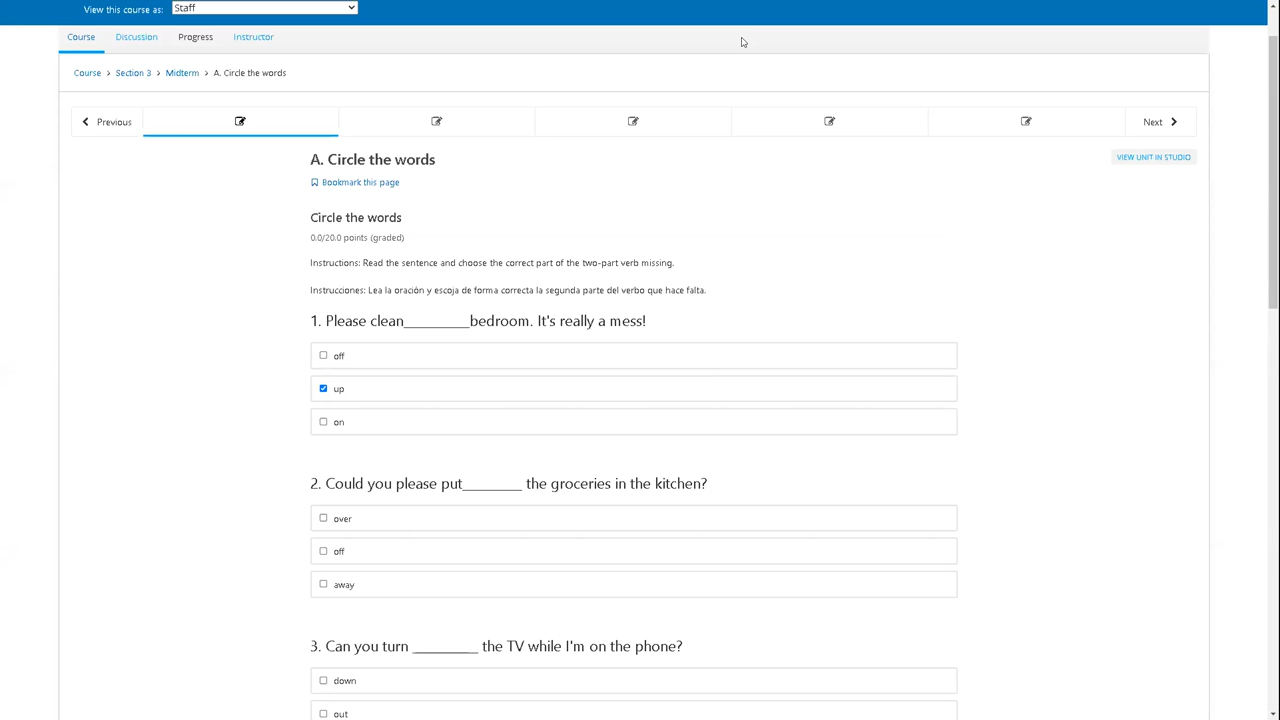 View this course as: Staff
Course Discussion Progress Instructor
Course > Section 3 > Midterm > A. Circle the words
Previous Next
A. Circle the words
VIEW UNIT IN STUDIO
Bookmark this page
Circle the words
0.0/20.0 points (graded)
Instructions: Read the sentence and choose the correct part of the two-part verb missing.
Instrucciones: Lea la oración y escoja de forma correcta la segunda parte del verbo que hace falta.
1. Please clean_________bedroom. It's really a mess!
off
up
on
2. Could you please put________ the groceries in the kitchen?
over
off
away
3. Can you turn _________ the TV while I'm on the phone?
down
out